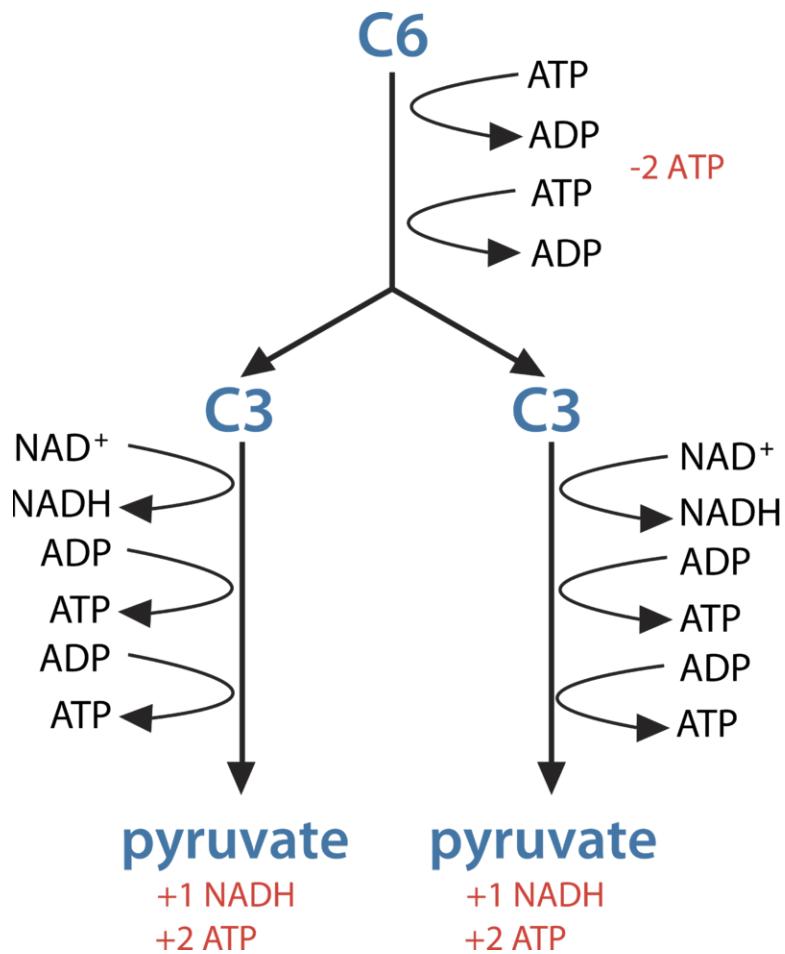 C6
ATP
ADP
-2 ATP
ATP
ADP
C3
C3
NAD⁺
NADH
ADP
ATP
ADP
ATP
NAD⁺
NADH
ADP
ATP
ADP
ATP
pyruvate
+1 NADH
+2 ATP
pyruvate
+1 NADH
+2 ATP